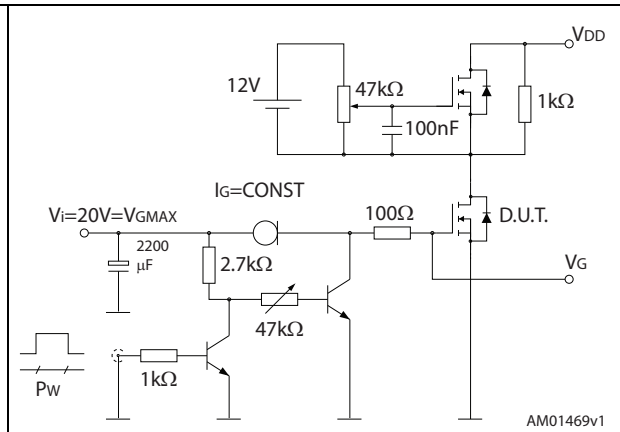 VDD
12V
47kΩ
1kΩ
100nF
IG=CONST
Vi=20V=VGMAX
100Ω
D.U.T.
2200
μF
2.7kΩ
VG
47kΩ
1kΩ
PW
AM01469v1